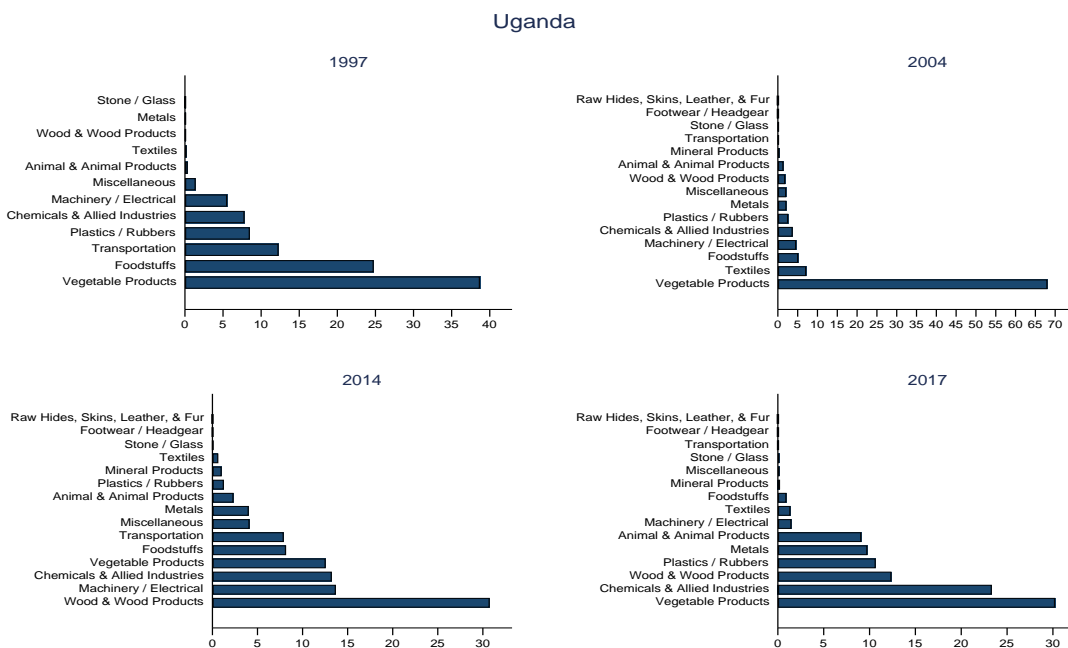 Uganda
1997
Stone / Glass
Metals
Wood & Wood Products
Textiles
Animal & Animal Products
Miscellaneous
Machinery / Electrical
Chemicals & Allied Industries
Plastics / Rubbers
Transportation
Foodstuffs
Vegetable Products
0 5 10 15 20 25 30 35 40
2004
Raw Hides, Skins, Leather, & Fur
Footwear / Headgear
Stone / Glass
Transportation
Mineral Products
Animal & Animal Products
Wood & Wood Products
Miscellaneous
Metals
Plastics / Rubbers
Chemicals & Allied Industries
Machinery / Electrical
Foodstuffs
Textiles
Vegetable Products
0 5 10 15 20 25 30 35 40 45 50 55 60 65 70
2014
Raw Hides, Skins, Leather, & Fur
Footwear / Headgear
Stone / Glass
Textiles
Mineral Products
Plastics / Rubbers
Animal & Animal Products
Metals
Miscellaneous
Transportation
Foodstuffs
Vegetable Products
Chemicals & Allied Industries
Machinery / Electrical
Wood & Wood Products
0 5 10 15 20 25 30
2017
Raw Hides, Skins, Leather, & Fur
Footwear / Headgear
Transportation
Stone / Glass
Miscellaneous
Mineral Products
Foodstuffs
Textiles
Machinery / Electrical
Animal & Animal Products
Metals
Plastics / Rubbers
Wood & Wood Products
Chemicals & Allied Industries
Vegetable Products
0 5 10 15 20 25 30